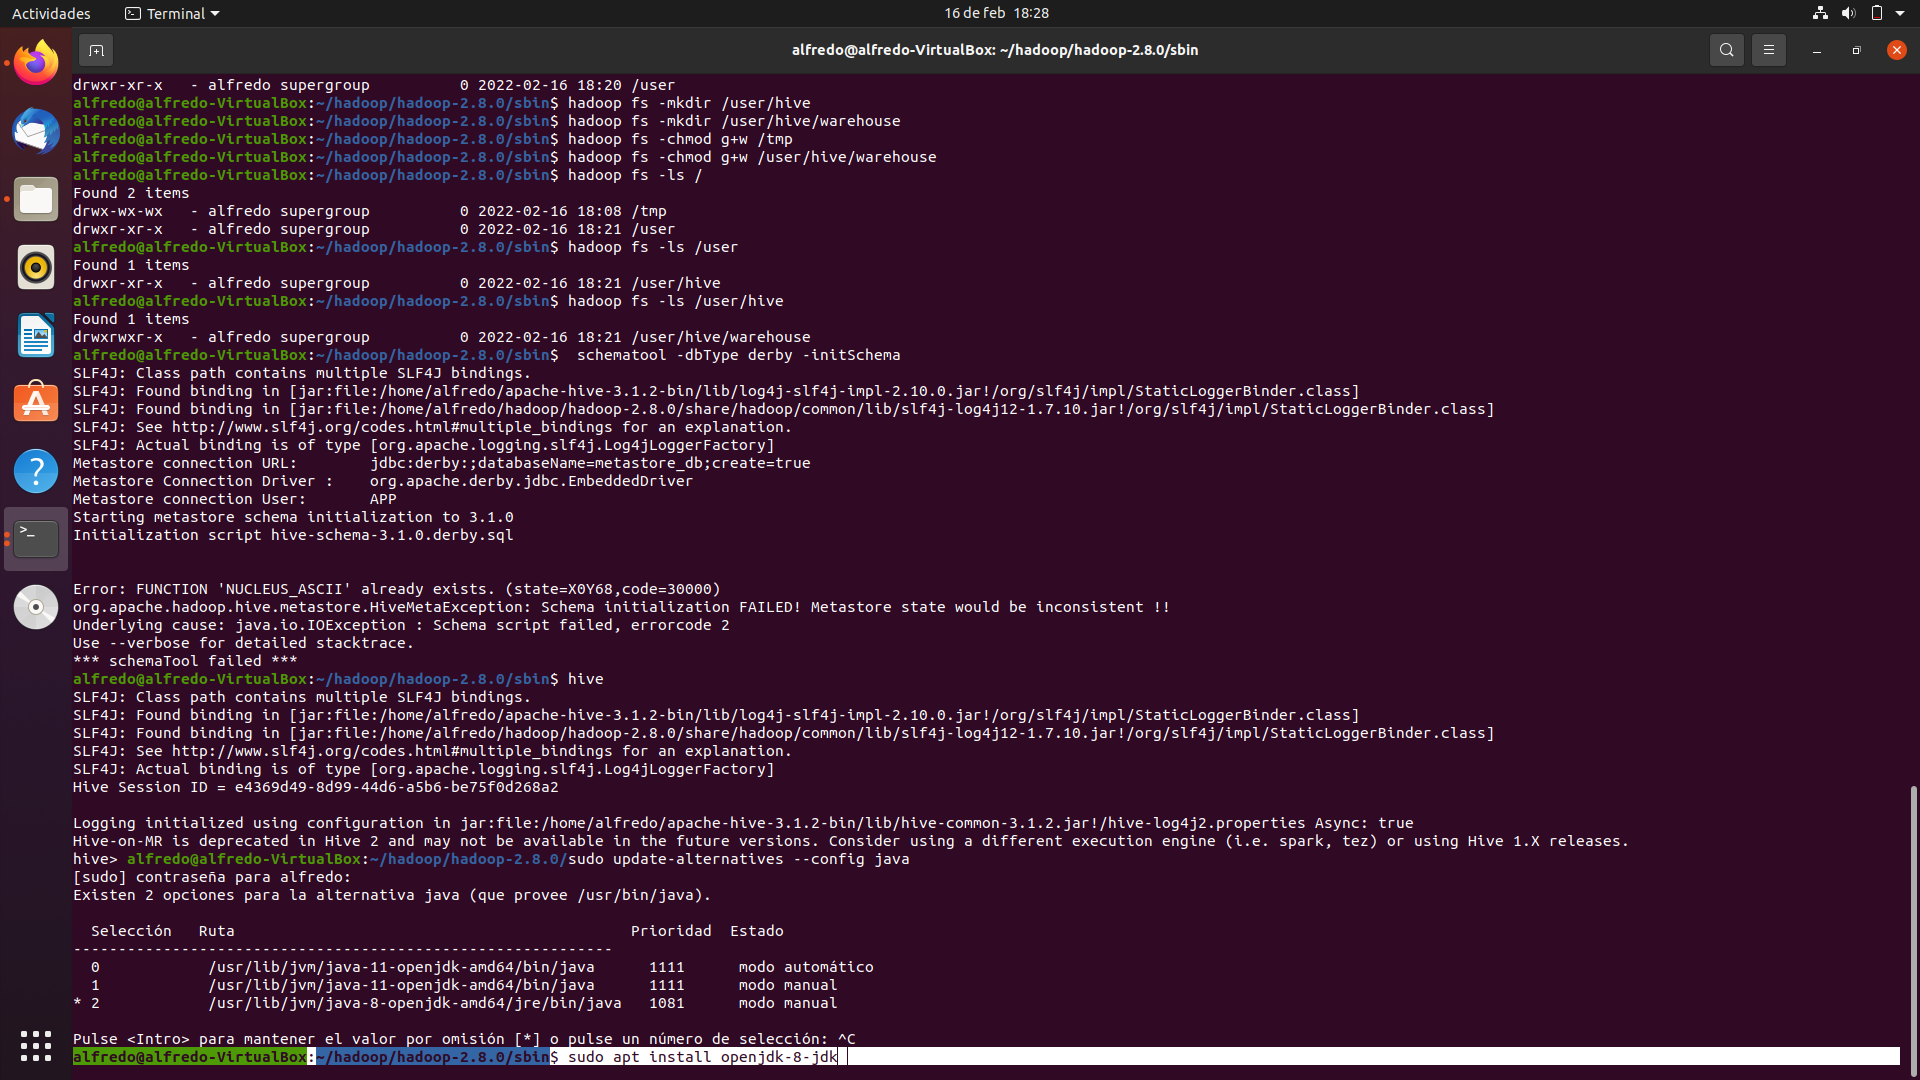 Actividades
Terminal
16 de feb 18:28
alfredo@alfredo-VirtualBox: ~/hadoop/hadoop-2.8.0/sbin
drwxr-xr-x   - alfredo supergroup          0 2022-02-16 18:20 /user
alfredo@alfredo-VirtualBox:~/hadoop/hadoop-2.8.0/sbin$ hadoop fs -mkdir /user/hive
alfredo@alfredo-VirtualBox:~/hadoop/hadoop-2.8.0/sbin$ hadoop fs -mkdir /user/hive/warehouse
alfredo@alfredo-VirtualBox:~/hadoop/hadoop-2.8.0/sbin$ hadoop fs -chmod g+w /tmp
alfredo@alfredo-VirtualBox:~/hadoop/hadoop-2.8.0/sbin$ hadoop fs -chmod g+w /user/hive/warehouse
alfredo@alfredo-VirtualBox:~/hadoop/hadoop-2.8.0/sbin$ hadoop fs -ls /
Found 2 items
drwx-wx-wx   - alfredo supergroup          0 2022-02-16 18:08 /tmp
drwxr-xr-x   - alfredo supergroup          0 2022-02-16 18:21 /user
alfredo@alfredo-VirtualBox:~/hadoop/hadoop-2.8.0/sbin$ hadoop fs -ls /user
Found 1 items
drwxr-xr-x   - alfredo supergroup          0 2022-02-16 18:21 /user/hive
alfredo@alfredo-VirtualBox:~/hadoop/hadoop-2.8.0/sbin$ hadoop fs -ls /user/hive
Found 1 items
drwxrwxr-x   - alfredo supergroup          0 2022-02-16 18:21 /user/hive/warehouse
alfredo@alfredo-VirtualBox:~/hadoop/hadoop-2.8.0/sbin$  schematool -dbType derby -initSchema
SLF4J: Class path contains multiple SLF4J bindings.
SLF4J: Found binding in [jar:file:/home/alfredo/apache-hive-3.1.2-bin/lib/log4j-slf4j-impl-2.10.0.jar!/org/slf4j/impl/StaticLoggerBinder.class]
SLF4J: Found binding in [jar:file:/home/alfredo/hadoop/hadoop-2.8.0/share/hadoop/common/lib/slf4j-log4j12-1.7.10.jar!/org/slf4j/impl/StaticLoggerBinder.class]
SLF4J: See http://www.slf4j.org/codes.html#multiple_bindings for an explanation.
SLF4J: Actual binding is of type [org.apache.logging.slf4j.Log4jLoggerFactory]
Metastore connection URL:        jdbc:derby:;databaseName=metastore_db;create=true
Metastore Connection Driver :    org.apache.derby.jdbc.EmbeddedDriver
Metastore connection User:       APP
Starting metastore schema initialization to 3.1.0
Initialization script hive-schema-3.1.0.derby.sql
Error: FUNCTION 'NUCLEUS_ASCII' already exists. (state=X0Y68,code=30000)
org.apache.hadoop.hive.metastore.HiveMetaException: Schema initialization FAILED! Metastore state would be inconsistent !!
Underlying cause: java.io.IOException : Schema script failed, errorcode 2
Use --verbose for detailed stacktrace.
*** schemaTool failed ***
alfredo@alfredo-VirtualBox:~/hadoop/hadoop-2.8.0/sbin$ hive
SLF4J: Class path contains multiple SLF4J bindings.
SLF4J: Found binding in [jar:file:/home/alfredo/apache-hive-3.1.2-bin/lib/log4j-slf4j-impl-2.10.0.jar!/org/slf4j/impl/StaticLoggerBinder.class]
SLF4J: Found binding in [jar:file:/home/alfredo/hadoop/hadoop-2.8.0/share/hadoop/common/lib/slf4j-log4j12-1.7.10.jar!/org/slf4j/impl/StaticLoggerBinder.class]
SLF4J: See http://www.slf4j.org/codes.html#multiple_bindings for an explanation.
SLF4J: Actual binding is of type [org.apache.logging.slf4j.Log4jLoggerFactory]
Hive Session ID = e4369d49-8d99-44d6-a5b6-be75f0d268a2
Logging initialized using configuration in jar:file:/home/alfredo/apache-hive-3.1.2-bin/lib/hive-common-3.1.2.jar!/hive-log4j2.properties Async: true
Hive-on-MR is deprecated in Hive 2 and may not be available in the future versions. Consider using a different execution engine (i.e. spark, tez) or using Hive 1.X releases.
hive> alfredo@alfredo-VirtualBox:~/hadoop/hadoop-2.8.0/sudo update-alternatives --config java
[sudo] contraseña para alfredo:
Existen 2 opciones para la alternativa java (que provee /usr/bin/java).
  Selección   Ruta                                            Prioridad  Estado
------------------------------------------------------------
  0            /usr/lib/jvm/java-11-openjdk-amd64/bin/java      1111      modo automático
  1            /usr/lib/jvm/java-11-openjdk-amd64/bin/java      1111      modo manual
* 2            /usr/lib/jvm/java-8-openjdk-amd64/jre/bin/java   1081      modo manual
Pulse <Intro> para mantener el valor por omisión [*] o pulse un número de selección: ^C
alfredo@alfredo-VirtualBox:~/hadoop/hadoop-2.8.0/sbin$ sudo apt install openjdk-8-jdk